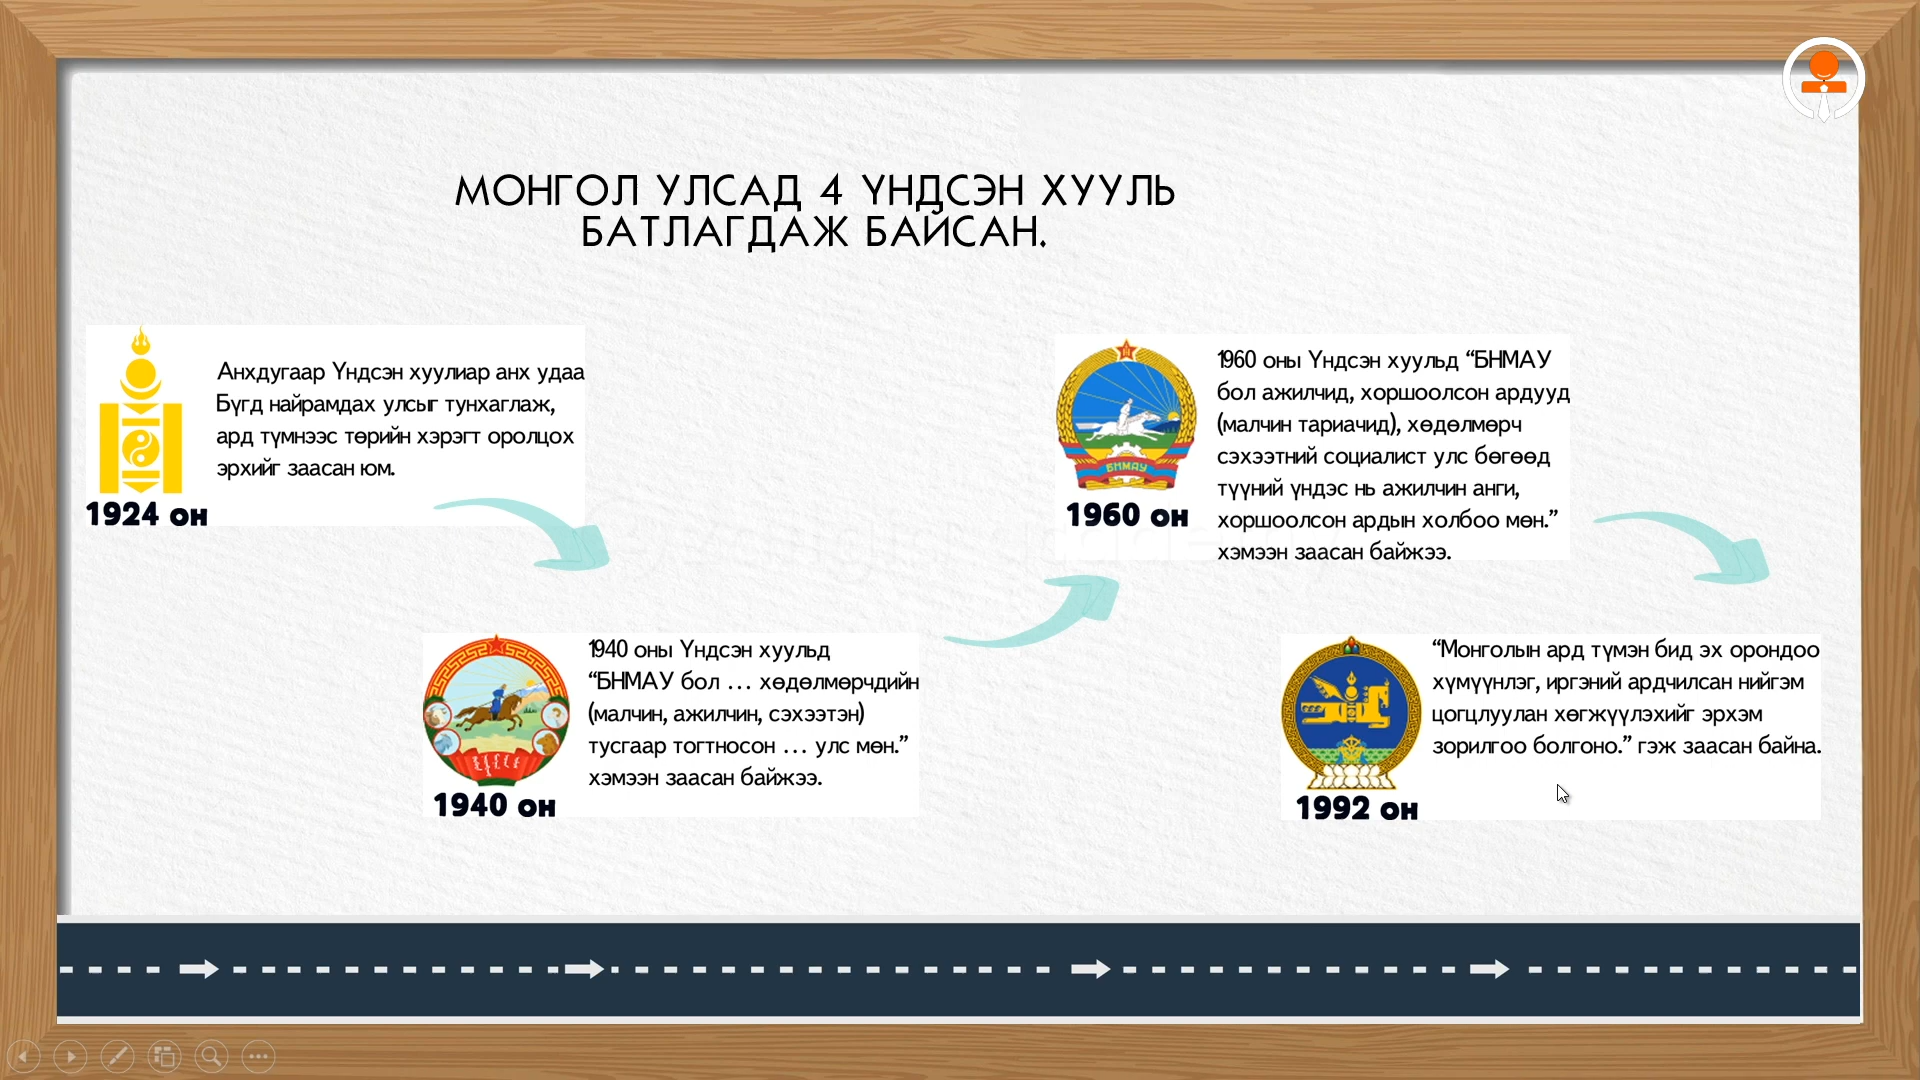 МОНГОЛ УЛСАД 4 ҮНДСЭН ХУУЛЬ
БАТЛАГДАЖ БАЙСАН.
Анхдугаар Үндсэн хуулиар анх удаа
Бүгд найрамдах улсыг тунхаглаж,
ард түмнээс төрийн хэрэгт оролцох
эрхийг заасан юм.
1924 он
1940 оны Үндсэн хуульд
“БНМАУ бол … хөдөлмөрчдийн
(малчин, ажилчин, сэхээтэн)
тусгаар тогтносон … улс мөн.”
хэмээн заасан байжээ.
1940 он
1960 оны Үндсэн хуульд “БНМАУ
бол ажилчид, хоршоолсон ардууд
(малчин тариачид), хөдөлмөрч
сэхээтний социалист улс бөгөөд
түүний үндэс нь ажилчин анги,
хоршоолсон ардын холбоо мөн.”
хэмээн заасан байжээ.
БНМАУ
1960 он
“Монголын ард түмэн бид эх орондоо
хүмүүнлэг, иргэний ардчилсан нийгэм
цогцлуулан хөгжүүлэхийг эрхэм
зорилгоо болгоно.” гэж заасан байна.
1992 он